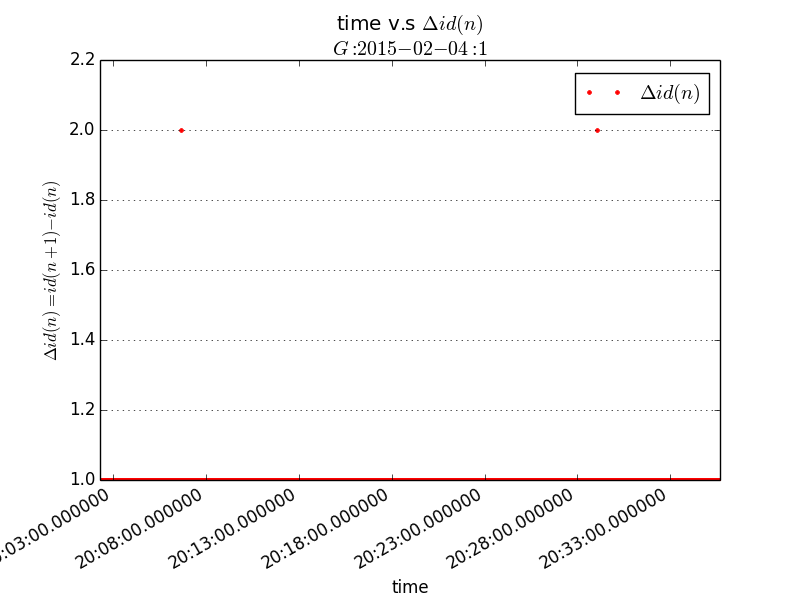 time v.s Δid(n)
G:2015−02−04:1
2.2
Δid(n)
2.0
1.8
1.6
1.4
1.2
1.0
Δid(n)=id(n+1)−id(n)
:03:00.000000
20:08:00.000000
20:13:00.000000
20:18:00.000000
20:23:00.000000
20:28:00.000000
20:33:00.000000
time